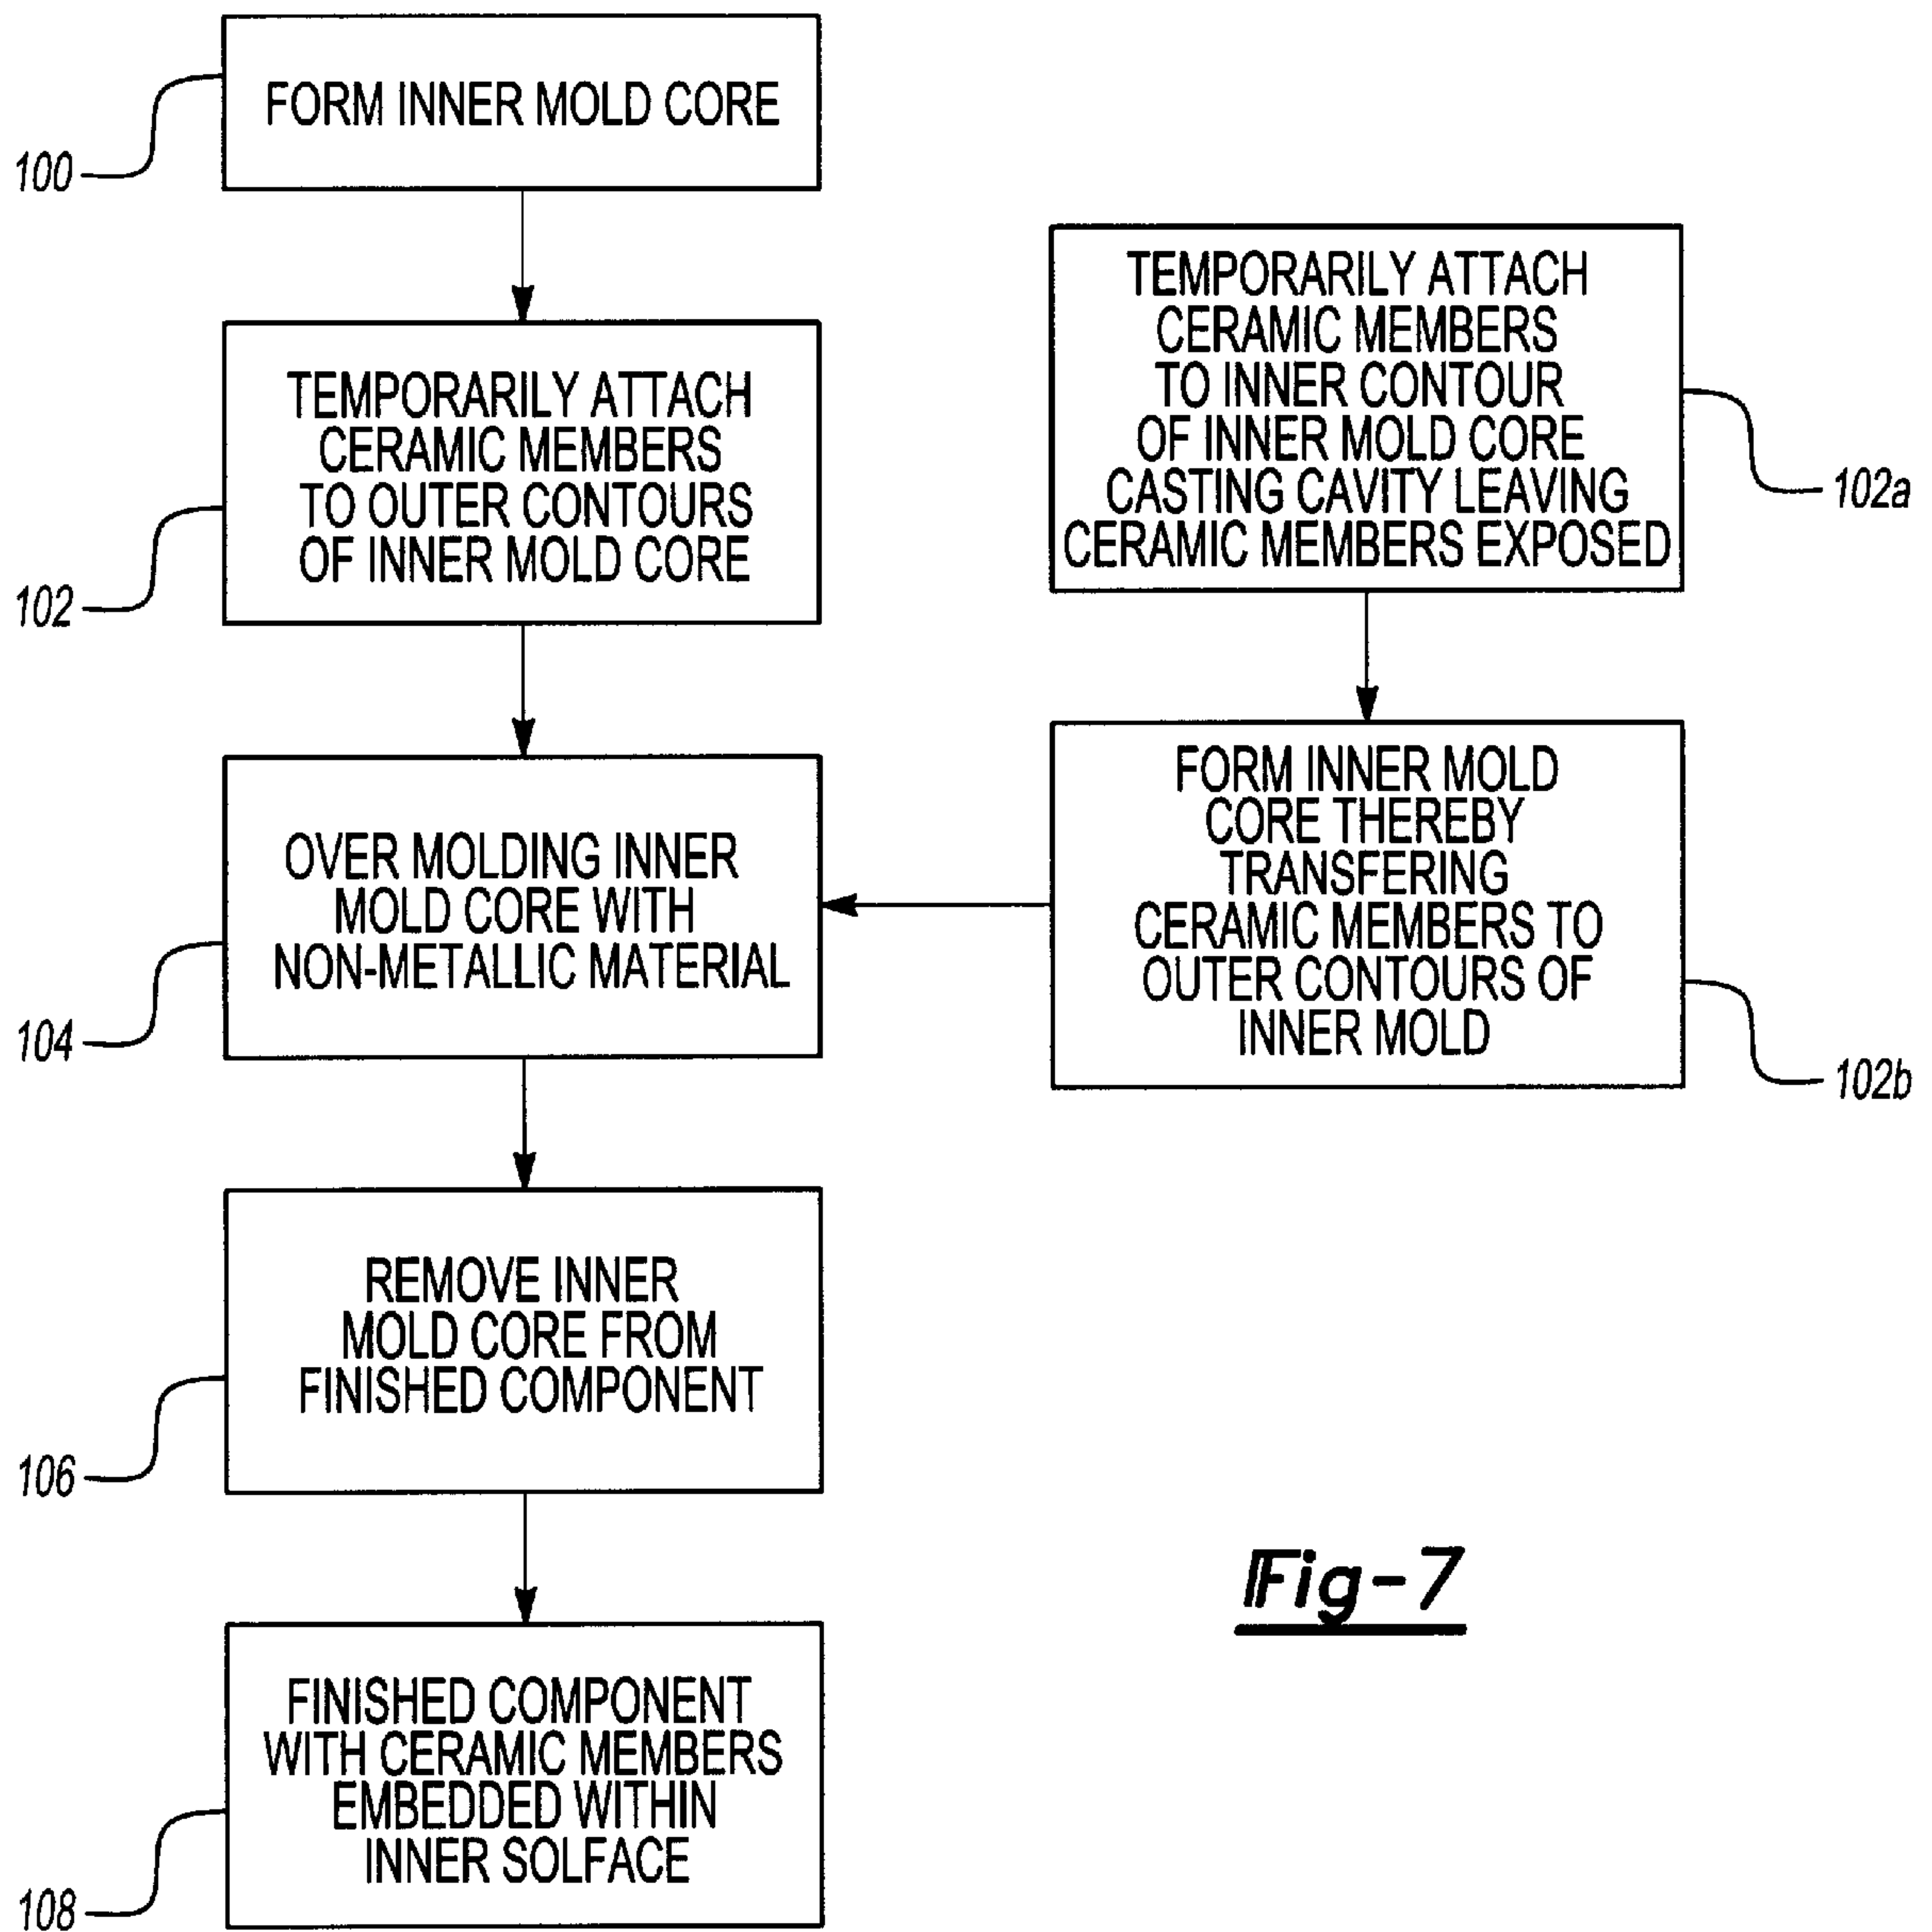 FORM INNER MOLD CORE
100
TEMPORARILY ATTACH
CERAMIC MEMBERS
TO OUTER CONTOURS
OF INNER MOLD CORE
102
TEMPORARILY ATTACH
CERAMIC MEMBERS
TO INNER CONTOUR
OF INNER MOLD CORE
CASTING CAVITY LEAVING
CERAMIC MEMBERS EXPOSED
102a
OVER MOLDING INNER
MOLD CORE WITH
NON-METALLIC MATERIAL
104
FORM INNER MOLD
CORE THEREBY
TRANSFERING
CERAMIC MEMBERS TO
OUTER CONTOURS OF
INNER MOLD
102b
REMOVE INNER
MOLD CORE FROM
FINISHED COMPONENT
106
FINISHED COMPONENT
WITH CERAMIC MEMBERS
EMBEDDED WITHIN
INNER SOLFACE
108
Fig-7